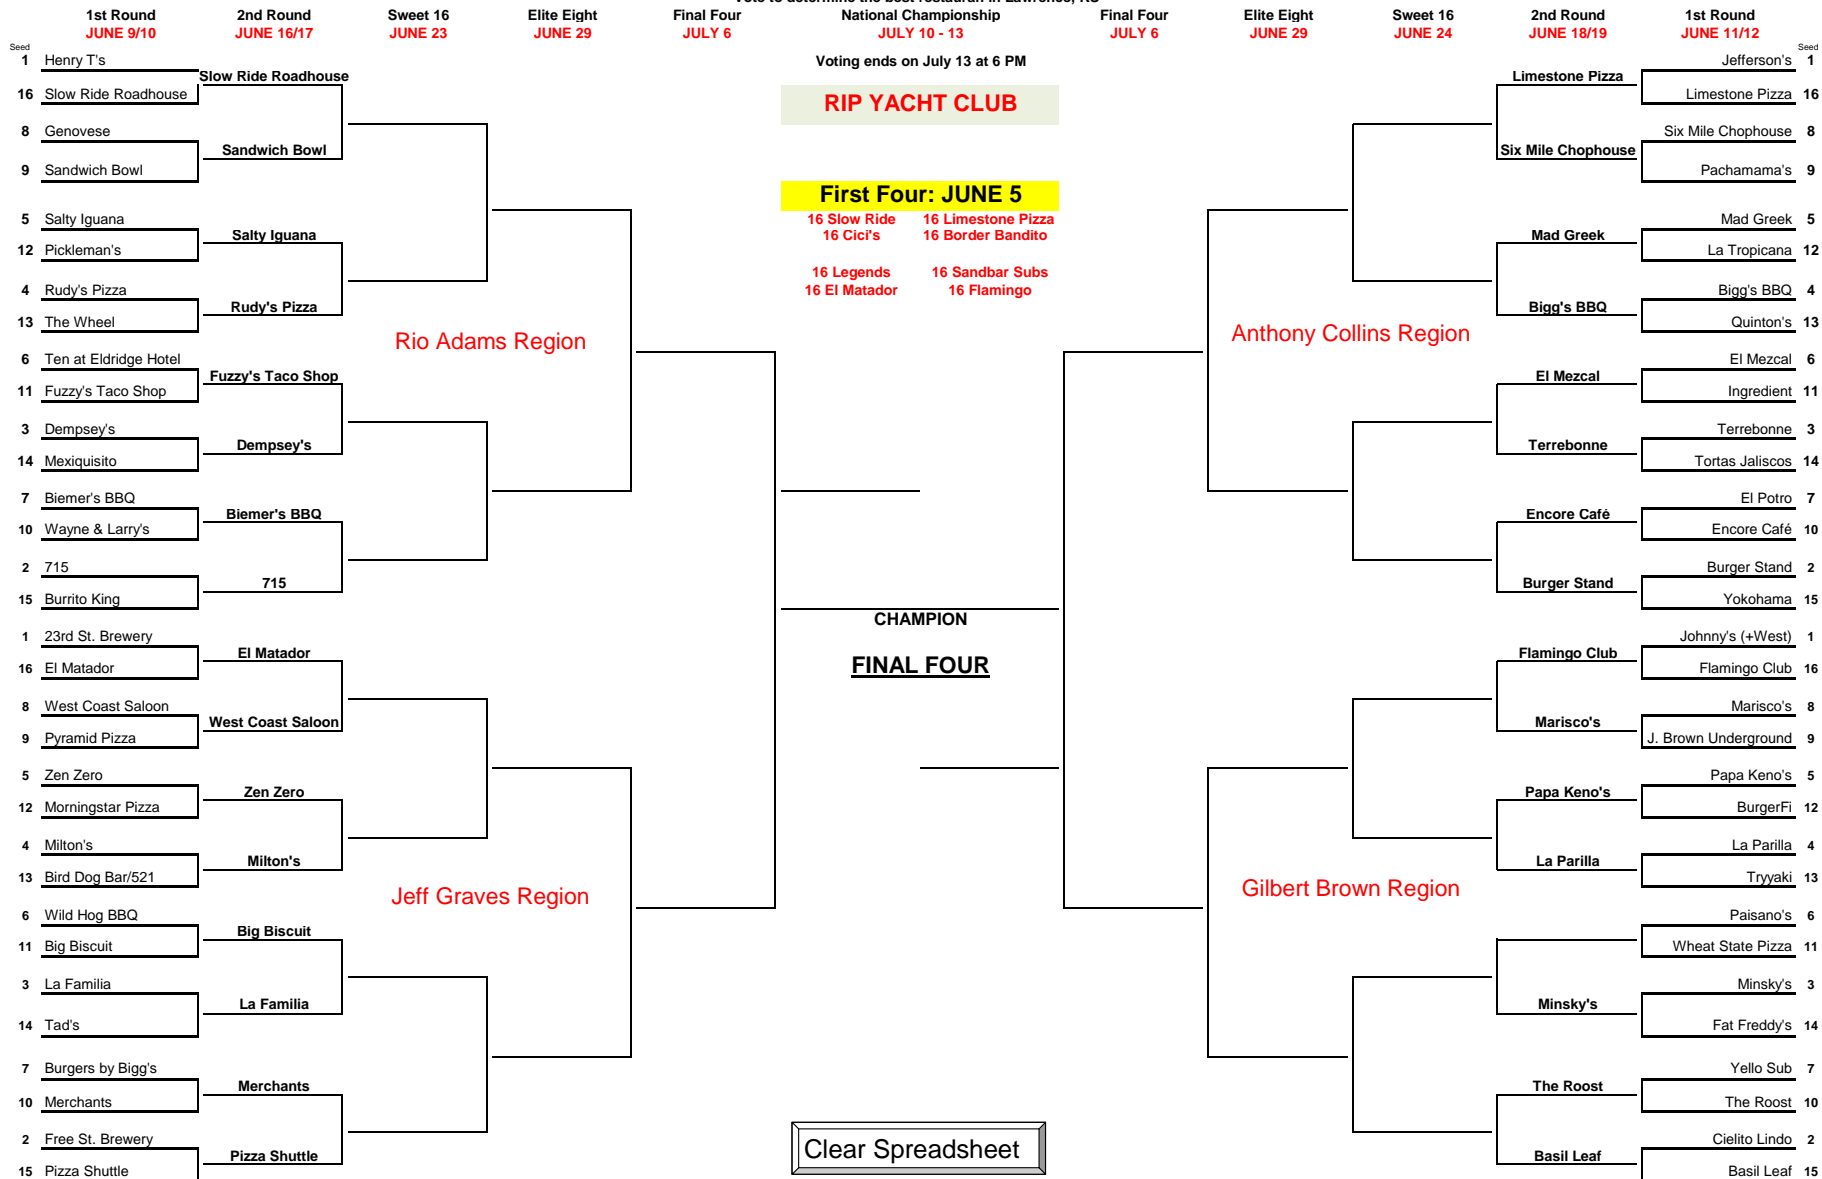 Vote to determine the best restauran in Lawrence, KS
1st Round 2nd Round Sweet 16 Elite Eight Final Four National Championship Final Four Elite Eight Sweet 16 2nd Round 1st Round
JUNE 9/10 JUNE 16/17 JUNE 23 JUNE 29 JULY 6 JULY 10 - 13 JULY 6 JUNE 29 JUNE 24 JUNE 18/19 JUNE 11/12
Seed Seed
1 Henry T's Voting ends on July 13 at 6 PM Jefferson's 1
Slow Ride Roadhouse Limestone Pizza
16 Slow Ride Roadhouse RIP YACHT CLUB Limestone Pizza 16
8 Genovese Six Mile Chophouse 8
Sandwich Bowl Six Mile Chophouse
9 Sandwich Bowl Pachamama's 9
First Four: JUNE 5
5 Salty Iguana 16 Slow Ride 16 Limestone Pizza Mad Greek 5
Salty Iguana 16 Cici's 16 Border Bandito Mad Greek
12 Pickleman's La Tropicana 12
16 Legends 16 Sandbar Subs
4 Rudy's Pizza 16 El Matador 16 Flamingo Bigg's BBQ 4
Rudy's Pizza Bigg's BBQ
13 The Wheel Quinton's 13
Rio Adams Region Anthony Collins Region
6 Ten at Eldridge Hotel El Mezcal 6
Fuzzy's Taco Shop El Mezcal
11 Fuzzy's Taco Shop Ingredient 11
3 Dempsey's Terrebonne 3
Dempsey's Terrebonne
14 Mexiquisito Tortas Jaliscos 14
7 Biemer's BBQ El Potro 7
Biemer's BBQ Encore Café
10 Wayne & Larry's Encore Café 10
2 715 Burger Stand 2
715 Burger Stand
15 Burrito King Yokohama 15
CHAMPION
1 23rd St. Brewery Johnny's (+West) 1
El Matador Flamingo Club
16 El Matador FINAL FOUR Flamingo Club 16
8 West Coast Saloon Marisco's 8
West Coast Saloon Marisco's
9 Pyramid Pizza J. Brown Underground 9
5 Zen Zero Papa Keno's 5
Zen Zero Papa Keno's
12 Morningstar Pizza BurgerFi 12
4 Milton's La Parilla 4
Milton's La Parilla
13 Bird Dog Bar/521 Tryyaki 13
Jeff Graves Region Gilbert Brown Region
6 Wild Hog BBQ Paisano's 6
Big Biscuit
11 Big Biscuit Wheat State Pizza 11
3 La Familia Minsky's 3
La Familia Minsky's
14 Tad's Fat Freddy's 14
7 Burgers by Bigg's Yello Sub 7
Merchants The Roost
10 Merchants The Roost 10
2 Free St. Brewery Cielito Lindo 2
Clear Spreadsheet
Pizza Shuttle Basil Leaf
15 Pizza Shuttle Basil Leaf 15